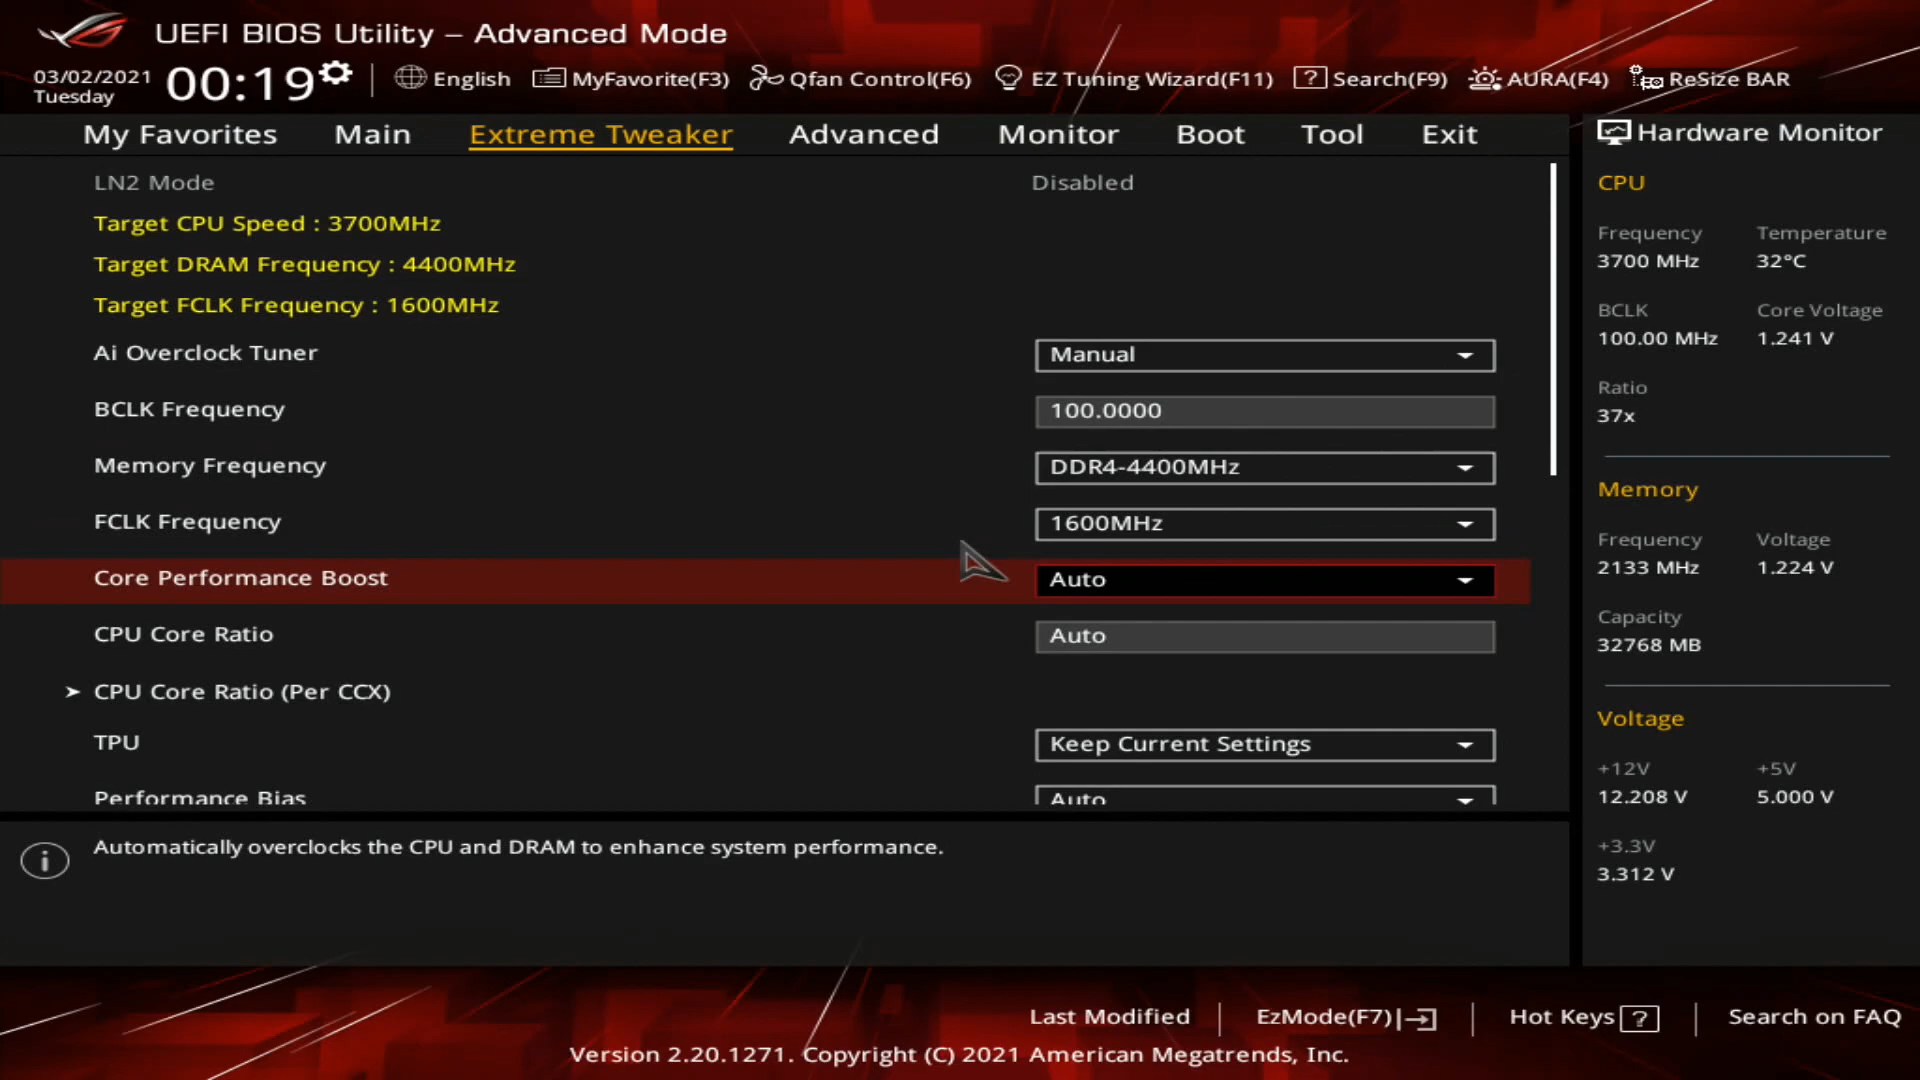 UEFI BIOS Utility – Advanced Mode
03/02/2021
Tuesday
00:19
English
MyFavorite(F3)
Qfan Control(F6)
EZ Tuning Wizard(F11)
? Search(F9)
AURA(F4)
ReSize BAR
My Favorites
Main
Extreme Tweaker
Advanced
Monitor
Boot
Tool
Exit
LN2 Mode Disabled
Target CPU Speed : 3700MHz
Target DRAM Frequency : 4400MHz
Target FCLK Frequency : 1600MHz
Ai Overclock Tuner Manual
BCLK Frequency 100.0000
Memory Frequency DDR4-4400MHz
FCLK Frequency 1600MHz
Core Performance Boost Auto
CPU Core Ratio Auto
CPU Core Ratio (Per CCX)
TPU Keep Current Settings
Performance Bias Auto
i Automatically overclocks the CPU and DRAM to enhance system performance.
Hardware Monitor
CPU
Frequency Temperature
3700 MHz 32°C
BCLK Core Voltage
100.00 MHz 1.241 V
Ratio
37x
Memory
Frequency Voltage
2133 MHz 1.224 V
Capacity
32768 MB
Voltage
+12V +5V
12.208 V 5.000 V
+3.3V
3.312 V
Last Modified
EzMode(F7)
Hot Keys ?
Search on FAQ
Version 2.20.1271. Copyright (C) 2021 American Megatrends, Inc.